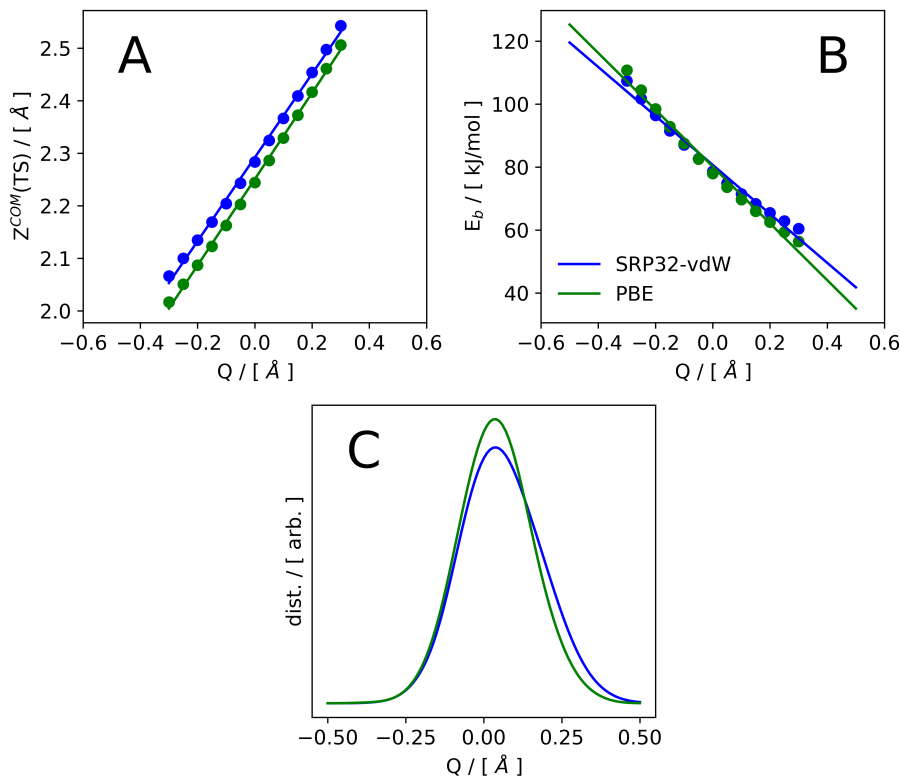 A
2.5
2.4
2.3
2.2
2.1
2.0
Z^COM(TS) / [ Å ]
−0.6 −0.4 −0.2 0.0 0.2 0.4 0.6
Q / [ Å ]
B
120
100
80
60
40
E_b / [ kJ/mol ]
SRP32-vdW
PBE
−0.6 −0.4 −0.2 0.0 0.2 0.4 0.6
Q / [ Å ]
C
dist. / [ arb. ]
−0.50 −0.25 0.00 0.25 0.50
Q / [ Å ]